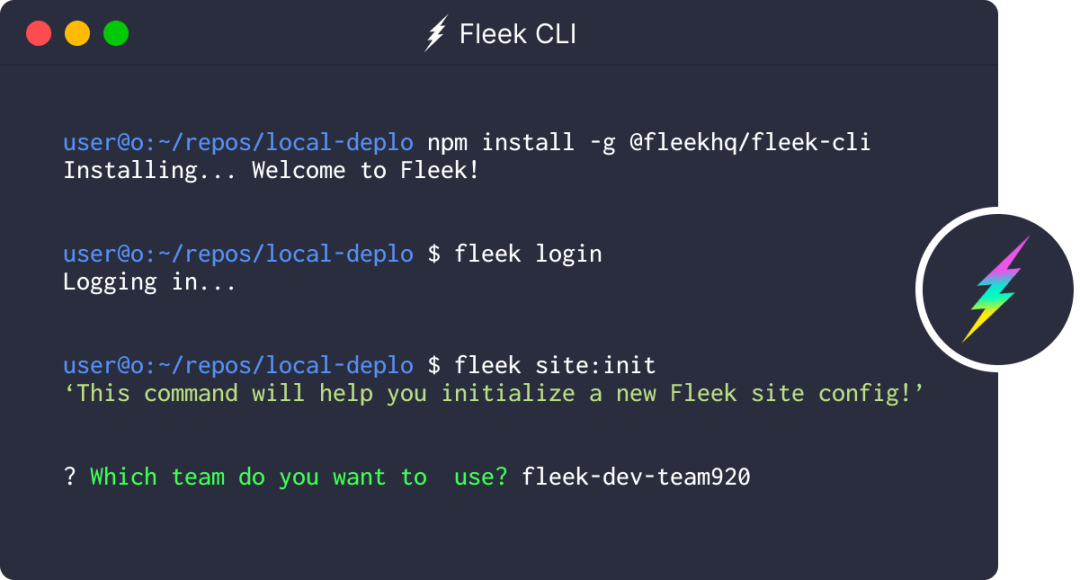 Fleek CLI
user@o:~/repos/local-deplo npm install -g @fleekhq/fleek-cli
Installing... Welcome to Fleek!
user@o:~/repos/local-deplo $ fleek login
Logging in...
user@o:~/repos/local-deplo $ fleek site:init
‘This command will help you initialize a new Fleek site config!’
? Which team do you want to  use? fleek-dev-team920